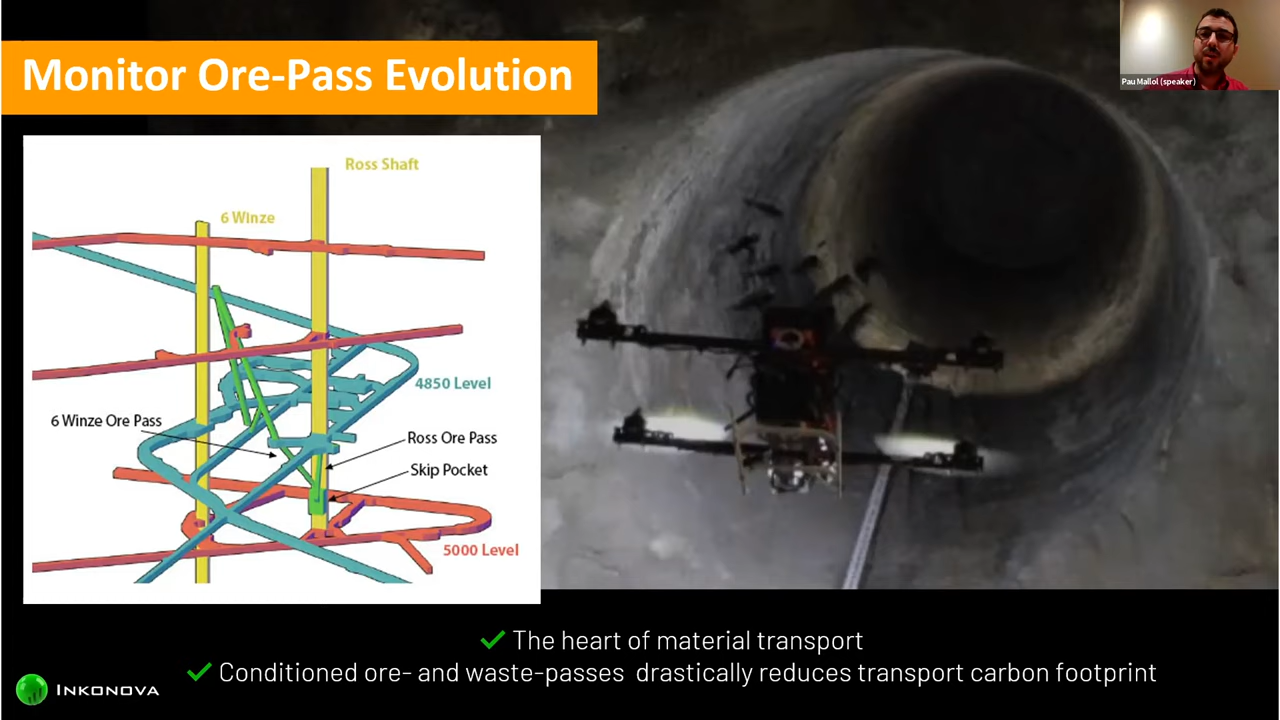 Monitor Ore-Pass Evolution
Pau Mallol (speaker)
Ross Shaft
6 Winze
4850 Level
6 Winze Ore Pass
Ross Ore Pass
Skip Pocket
5000 Level
The heart of material transport
Conditioned ore- and waste-passes drastically reduces transport carbon footprint
INKONOVA